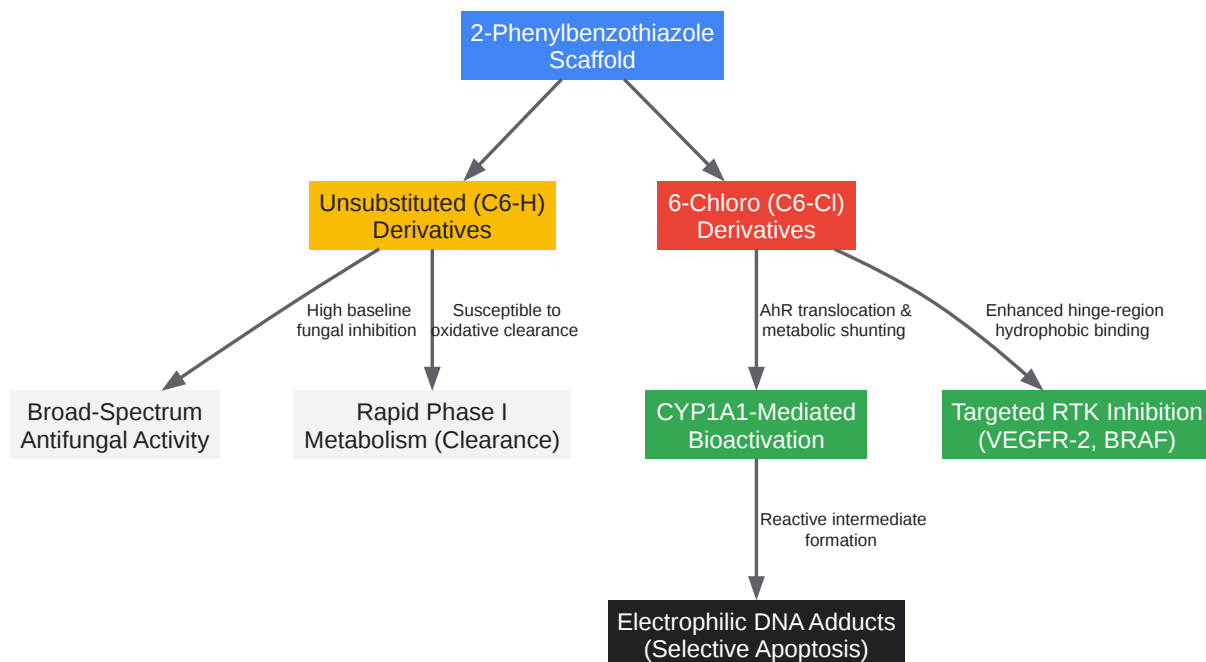 2-Phenylbenzothiazole
Scaffold
Unsubstituted (C6-H)
Derivatives
6-Chloro (C6-Cl)
Derivatives
High baseline
fungal inhibition
Susceptible to
oxidative clearance
AhR translocation &
metabolic shunting
Enhanced hinge-region
hydrophobic binding
Broad-Spectrum
Antifungal Activity
Rapid Phase I
Metabolism (Clearance)
CYP1A1-Mediated
Bioactivation
Targeted RTK Inhibition
(VEGFR-2, BRAF)
Reactive intermediate
formation
Electrophilic DNA Adducts
(Selective Apoptosis)